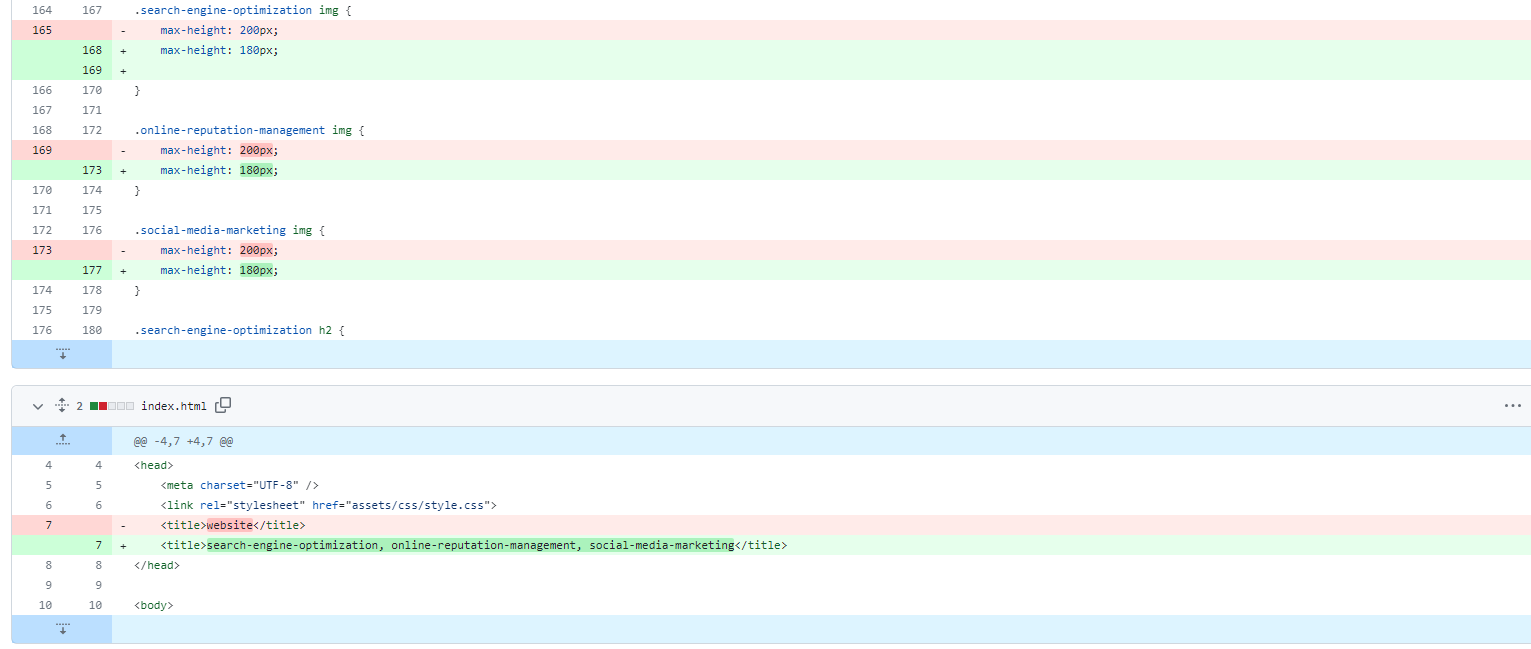 164 167 .search-engine-optimization img {
165 - max-height: 200px;
168 + max-height: 180px;
169 +
166 170 }
167 171
168 172 .online-reputation-management img {
169 - max-height: 200px;
173 + max-height: 180px;
170 174 }
171 175
172 176 .social-media-marketing img {
173 - max-height: 200px;
177 + max-height: 180px;
174 178 }
175 179
176 180 .search-engine-optimization h2 {
2 index.html
@@ -4,7 +4,7 @@
4 4 <head>
5 5 <meta charset="UTF-8" />
6 6 <link rel="stylesheet" href="assets/css/style.css">
7 - <title>website</title>
7 + <title>search-engine-optimization, online-reputation-management, social-media-marketing</title>
8 8 </head>
9 9
10 10 <body>